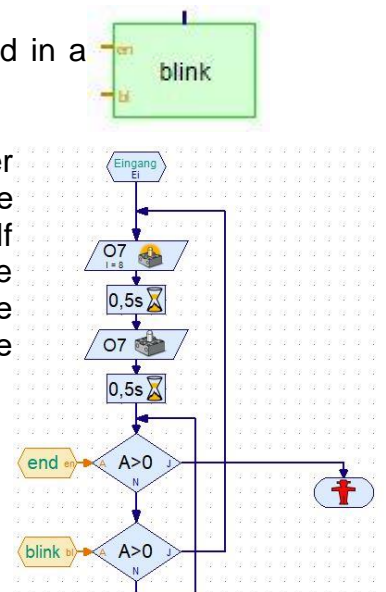 d in a
en
blink
bl
er
e
lf
e
e
e
Eingang
Ei
O7
I = 8
0,5s
O7
0,5s
end en A A>0 J
N
blink bl A A>0 J
N